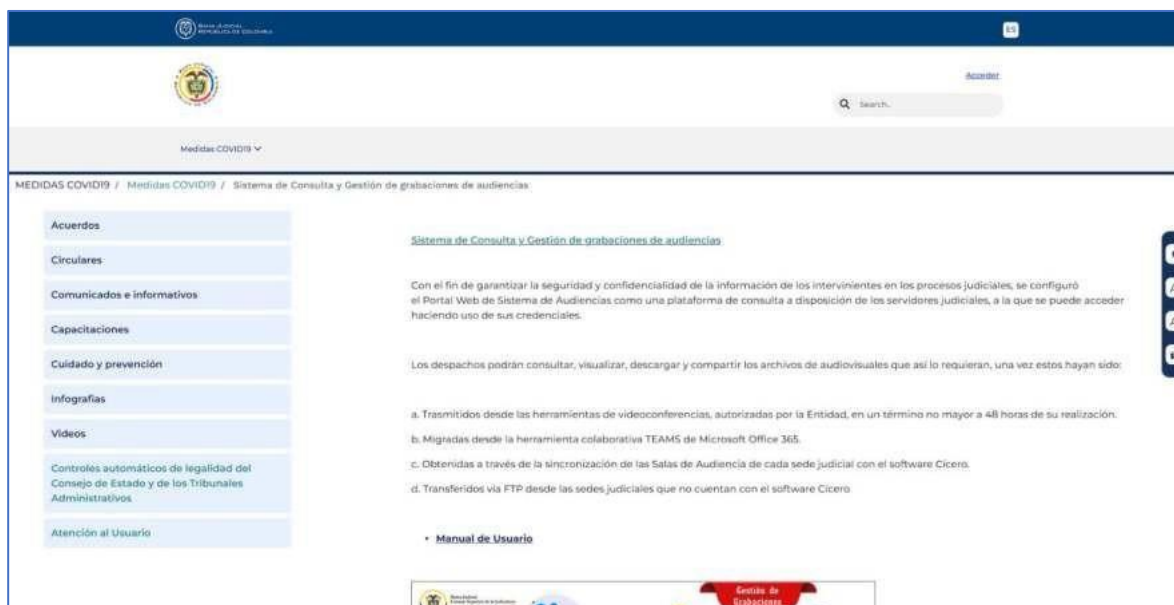 RAMA JUDICIAL
REPÚBLICA DE COLOMBIA
ES
Acceder
Search...
Medidas COVID19
MEDIDAS COVID19 / Medidas COVID19 / Sistema de Consulta y Gestión de grabaciones de audiencias
Acuerdos
Circulares
Comunicados e informativos
Capacitaciones
Cuidado y prevención
Infografías
Videos
Controles automáticos de legalidad del
Consejo de Estado y de los Tribunales
Administrativos
Atención al Usuario
Sistema de Consulta y Gestión de grabaciones de audiencias
Con el fin de garantizar la seguridad y confidencialidad de la información de los intervinientes en los procesos judiciales, se configuró
el Portal Web de Sistema de Audiencias como una plataforma de consulta a disposición de los servidores judiciales, a la que se puede acceder
haciendo uso de sus credenciales.
Los despachos podrán consultar, visualizar, descargar y compartir los archivos de audiovisuales que así lo requieran, una vez estos hayan sido:
a. Trasmitidos desde las herramientas de videoconferencias, autorizadas por la Entidad, en un término no mayor a 48 horas de su realización.
b. Migradas desde la herramienta colaborativa TEAMS de Microsoft Office 365.
c. Obtenidas a través de la sincronización de las Salas de Audiencia de cada sede judicial con el software Cicero.
d. Transferidos vía FTP desde las sedes judiciales que no cuentan con el software Cicero
• Manual de Usuario
Gestión de
Grabaciones